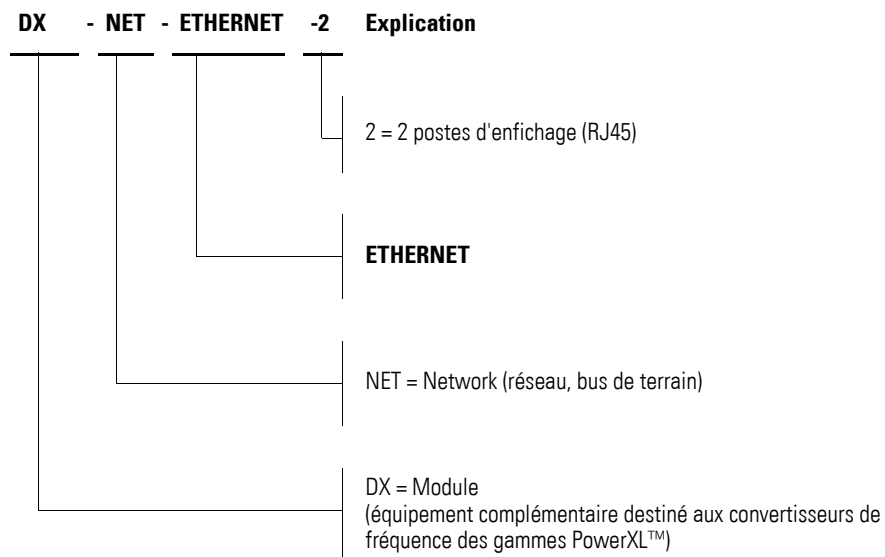 DX - NET - ETHERNET -2 Explication
2 = 2 postes d'enfichage (RJ45)
ETHERNET
NET = Network (réseau, bus de terrain)
DX = Module
(équipement complémentaire destiné aux convertisseurs de
fréquence des gammes PowerXL™)